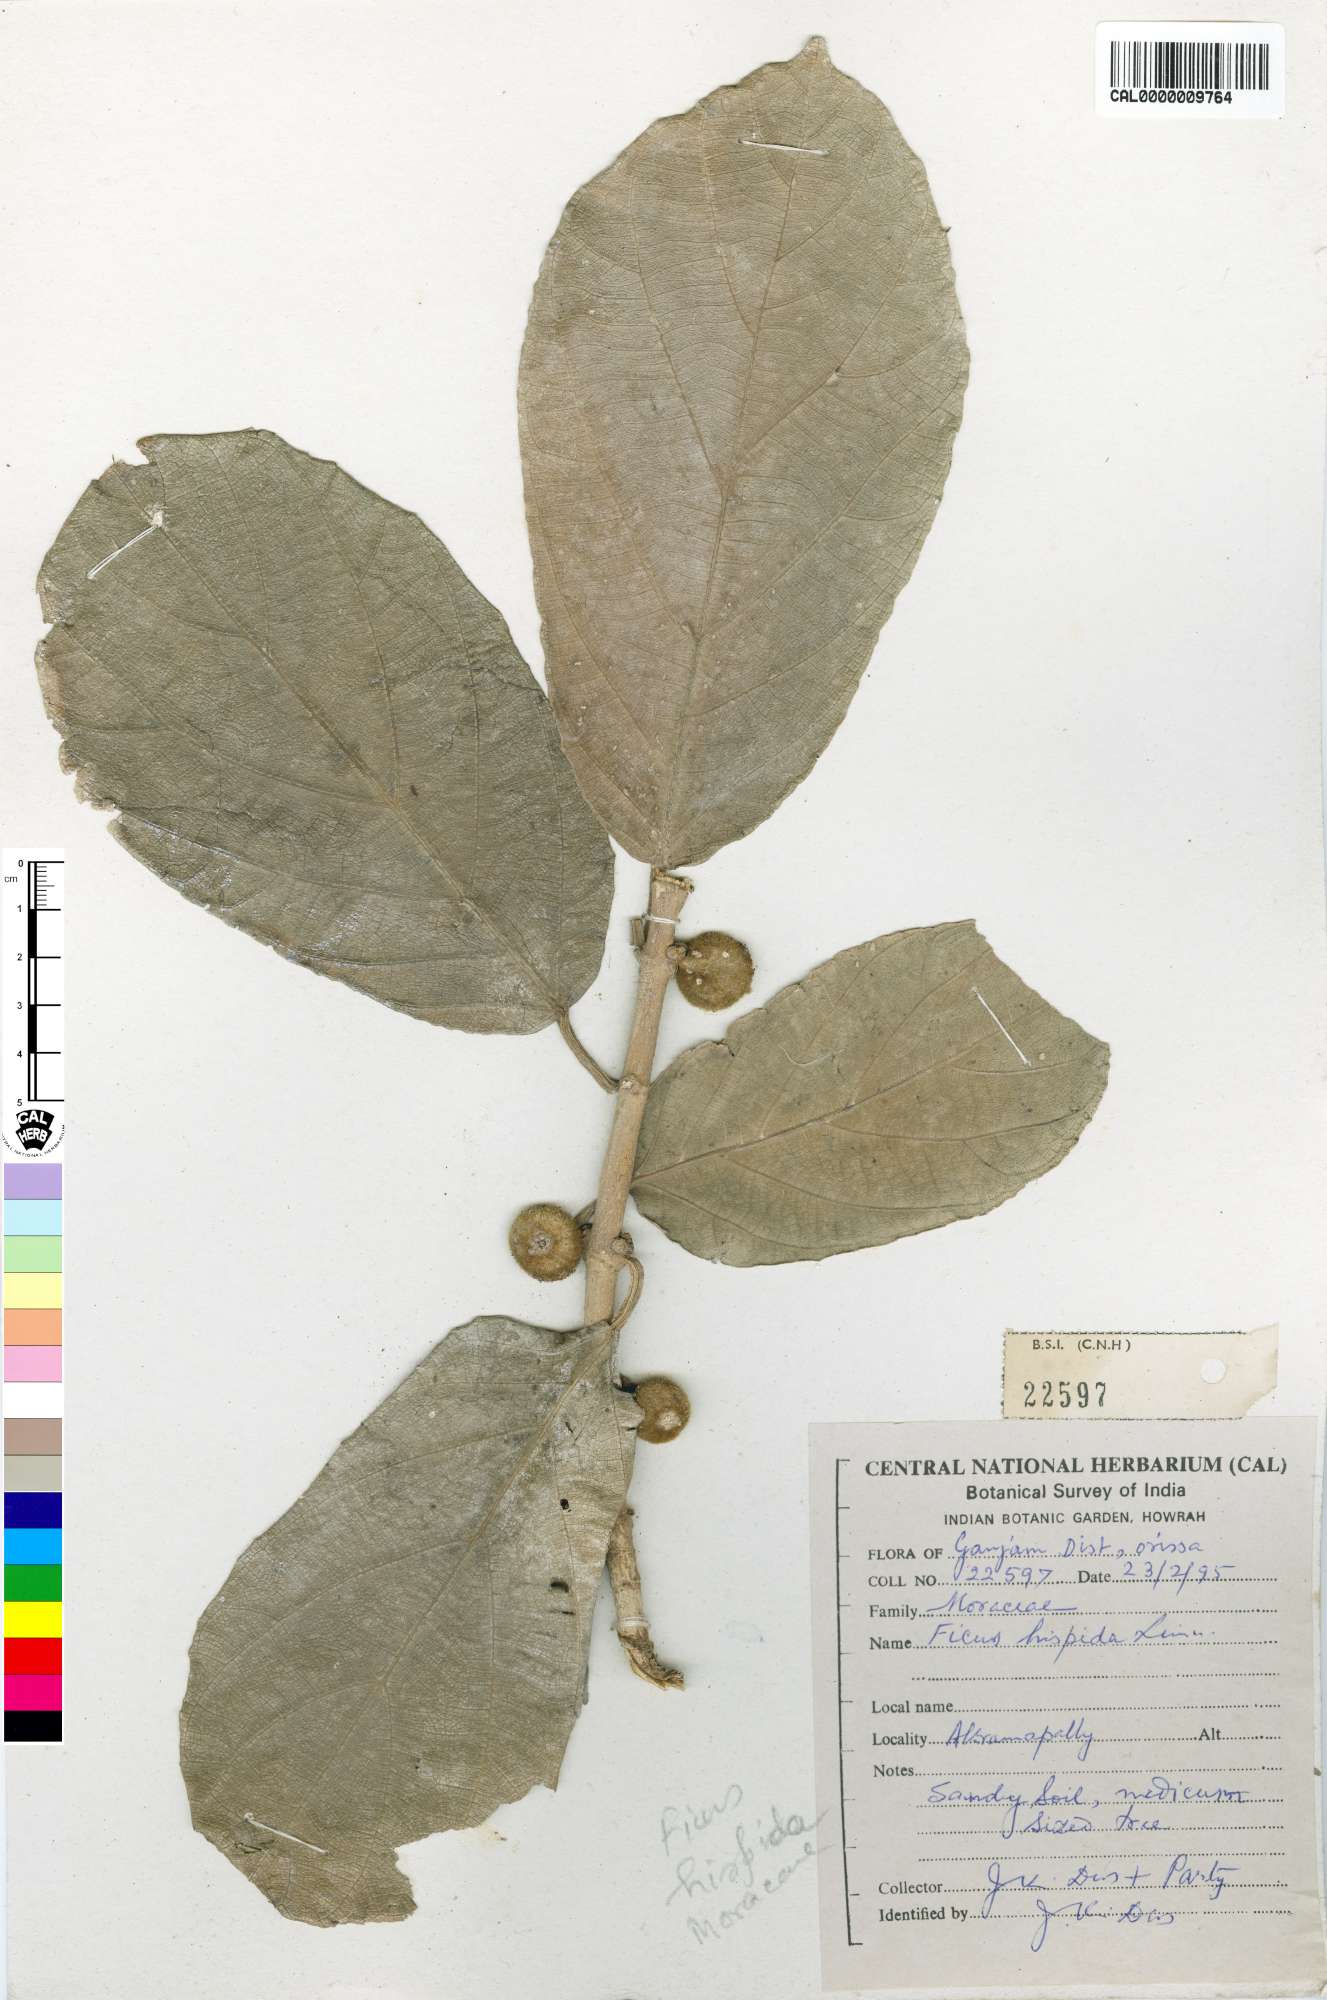 CAL0000009764
0
cm
1
2
3
4
5
CAL
HERB
B.S.I. (C.N.H)
22597
CENTRAL NATIONAL HERBARIUM (CAL)
Botanical Survey of India
INDIAN BOTANIC GARDEN, HOWRAH
FLORA OF Ganjam Dist, orissa
COLL NO. 22597 Date 23/2/95
Family Moraceae
Name Ficus hispida Linn.
Local name
Locality Alt
Notes
Sandy Soil, medium
Sized tree
Collector J K Das + Party
Identified by J K Das
Ficus
hispida
Moraceae